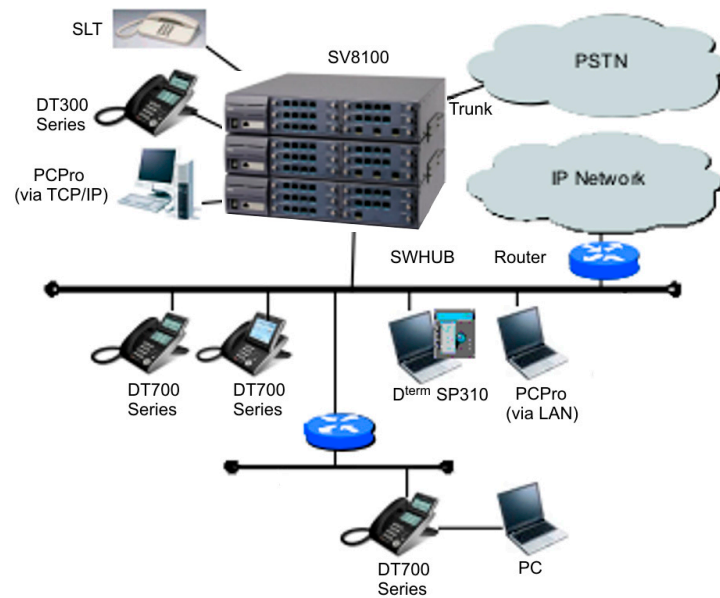 SLT
SV8100
PSTN
DT300
Series
Trunk
PCPro
(via TCP/IP)
IP Network
SWHUB
Router
DT700
Series
DT700
Series
Dterm SP310
PCPro
(via LAN)
DT700
Series
PC